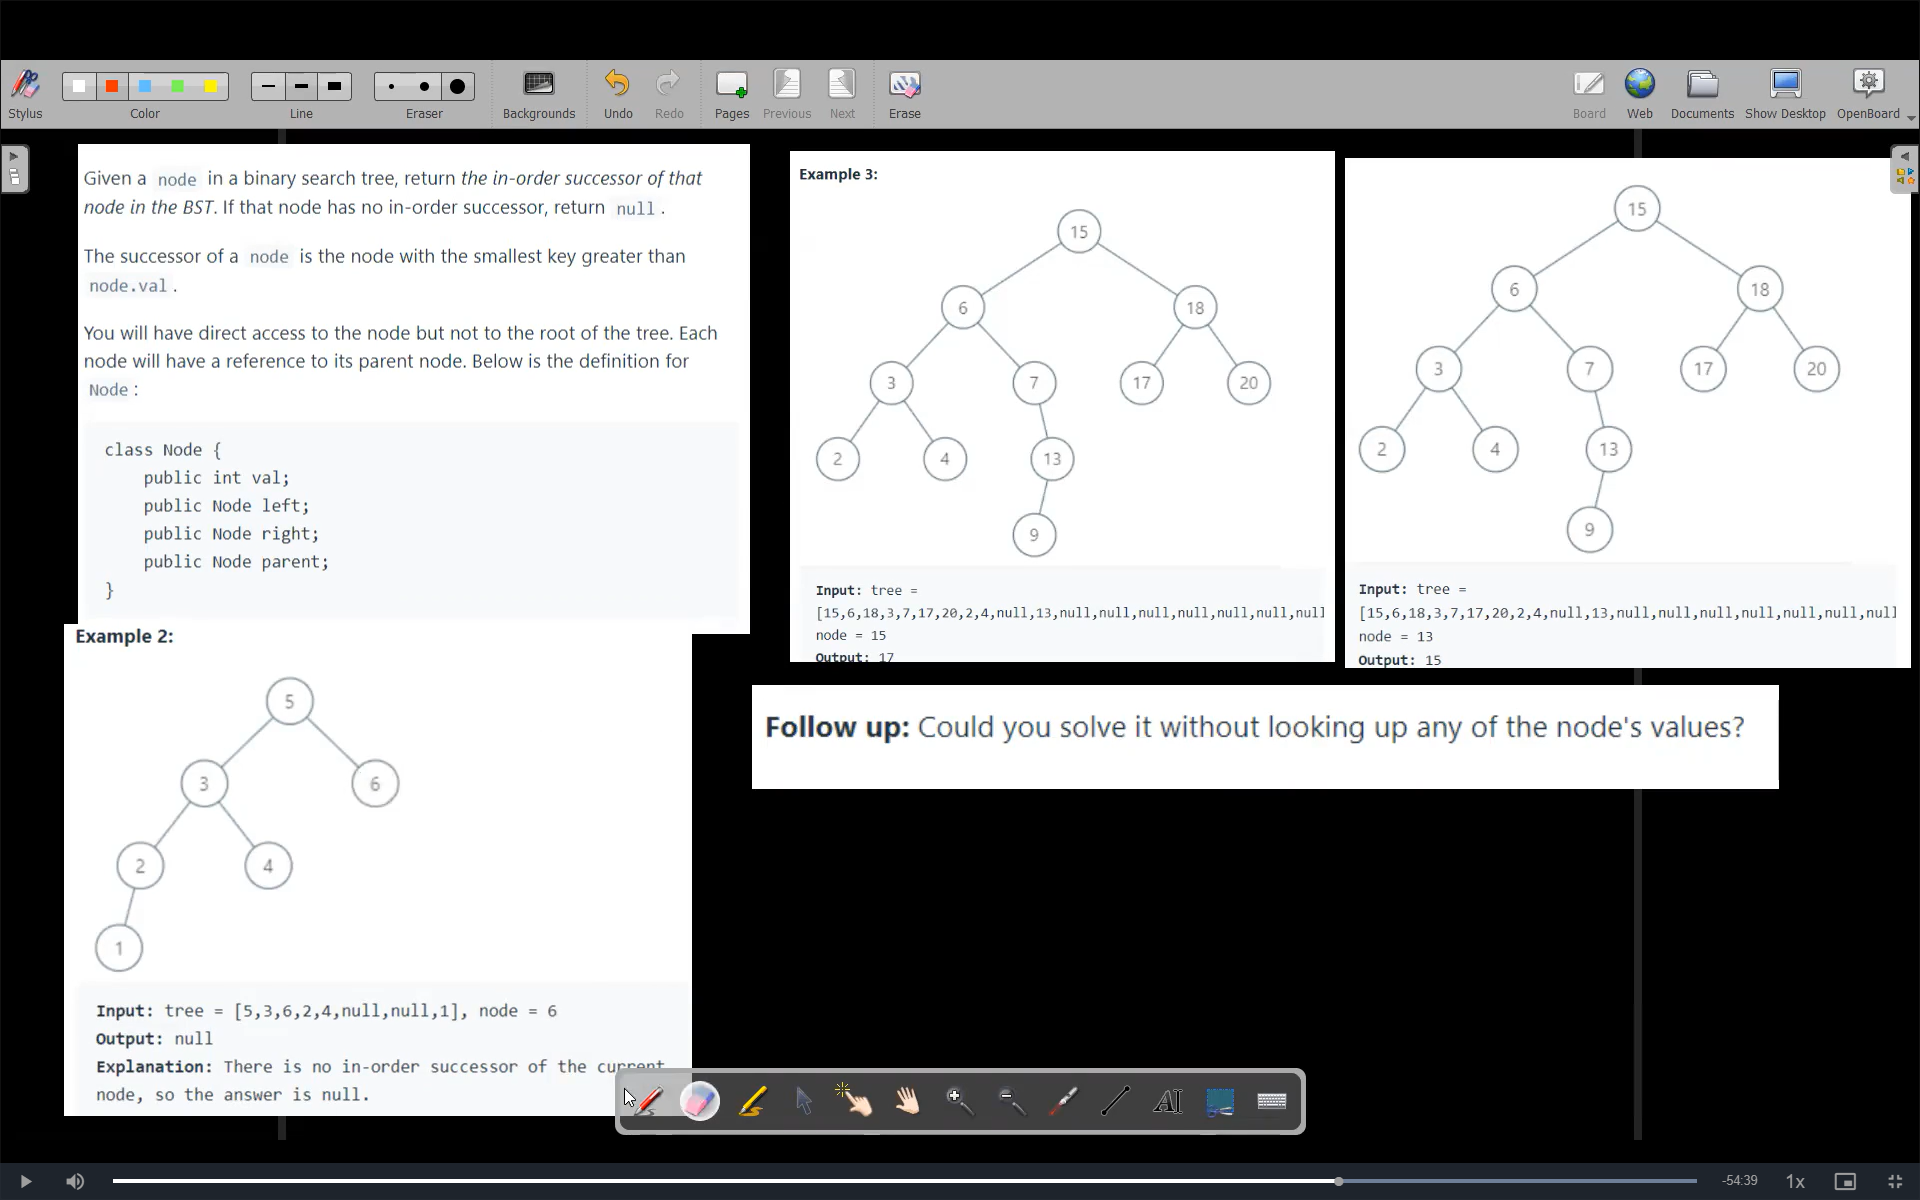 Stylus
Color
Line
Eraser
Backgrounds
Undo
Redo
Pages
Previous
Next
Erase
Board
Web
Documents
Show Desktop
OpenBoard
Given a node in a binary search tree, return the in-order successor of that
node in the BST. If that node has no in-order successor, return null.
The successor of a node is the node with the smallest key greater than
node.val.
You will have direct access to the node but not to the root of the tree. Each
node will have a reference to its parent node. Below is the definition for
Node:
class Node {
    public int val;
    public Node left;
    public Node right;
    public Node parent;
}
Example 2:
5
3
6
2
4
1
Input: tree = [5,3,6,2,4,null,null,1], node = 6
Output: null
Explanation: There is no in-order successor of the current
node, so the answer is null.
Example 3:
15
6
18
3
7
17
20
2
4
13
9
Input: tree =
[15,6,18,3,7,17,20,2,4,null,13,null,null,null,null,null,null,null
node = 15
Output: 17
15
6
18
3
7
17
20
2
4
13
9
Input: tree =
[15,6,18,3,7,17,20,2,4,null,13,null,null,null,null,null,null,null
node = 13
Output: 15
Follow up: Could you solve it without looking up any of the node's values?
AI
-54:39
1x